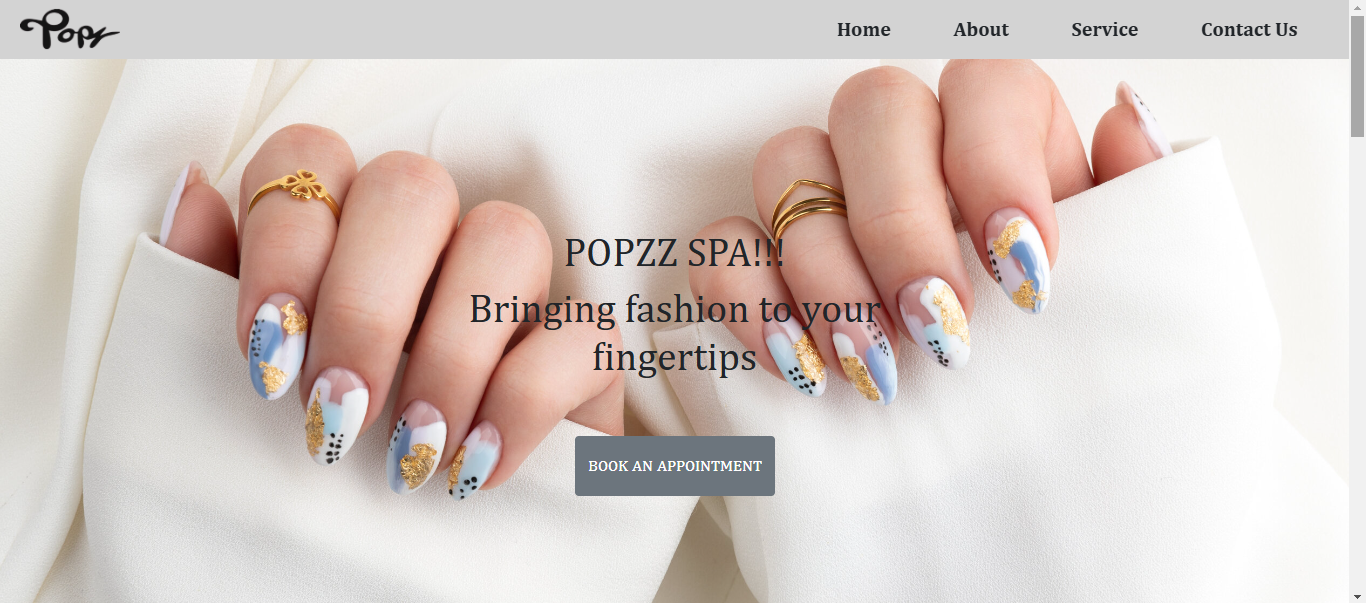 Popz
Home
About
Service
Contact Us
POPZZ SPA!!!
Bringing fashion to your
fingertips
BOOK AN APPOINTMENT